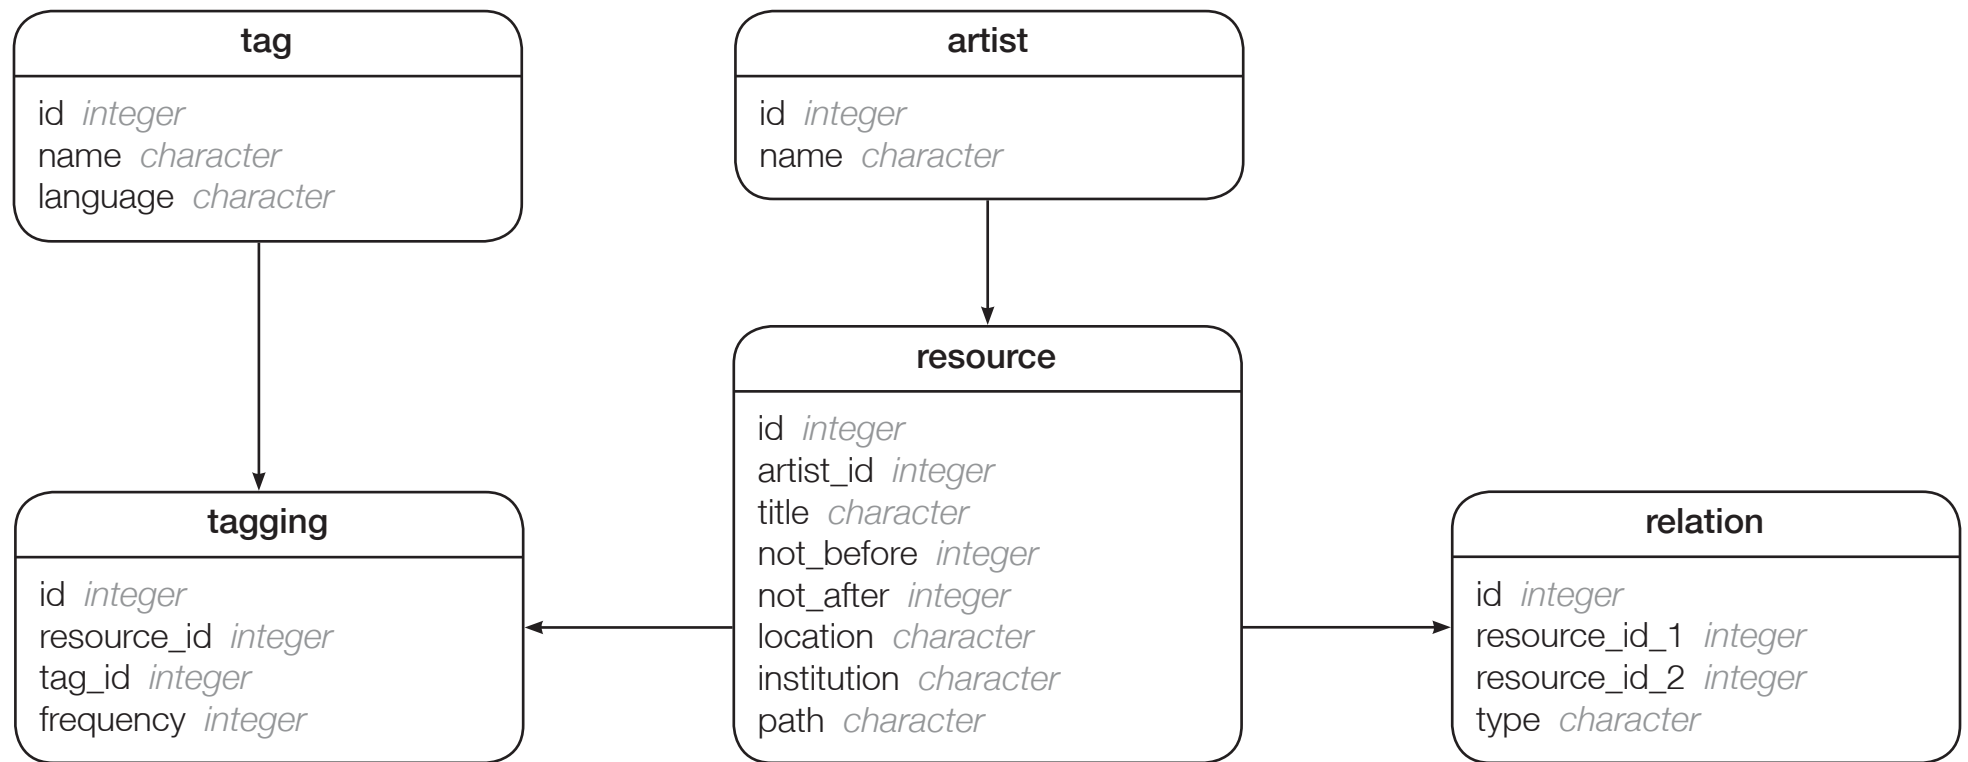 tag
id integer
name character
language character
artist
id integer
name character
tagging
id integer
resource_id integer
tag_id integer
frequency integer
resource
id integer
artist_id integer
title character
not_before integer
not_after integer
location character
institution character
path character
relation
id integer
resource_id_1 integer
resource_id_2 integer
type character